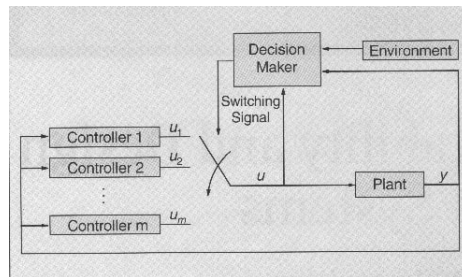 Decision
Maker
Environment
Switching
Signal
Controller 1
u1
Controller 2
u2
⋮
Controller m
um
u
Plant
y